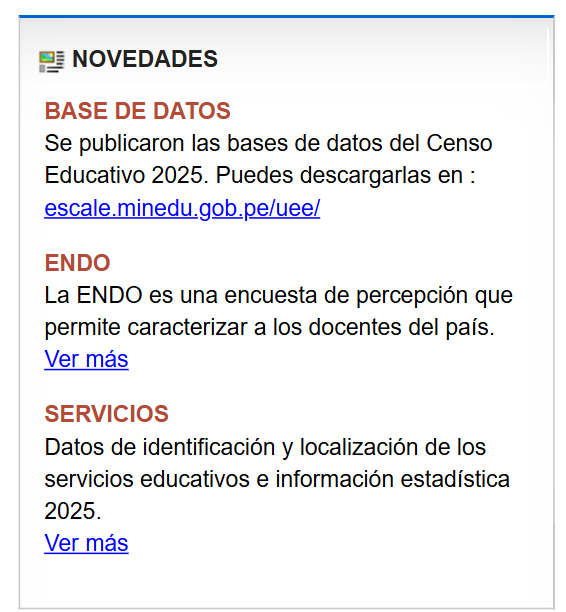 NOVEDADES
BASE DE DATOS
Se publicaron las bases de datos del Censo
Educativo 2025. Puedes descargarlas en :
escale.minedu.gob.pe/uee/
ENDO
La ENDO es una encuesta de percepción que
permite caracterizar a los docentes del país.
Ver más
SERVICIOS
Datos de identificación y localización de los
servicios educativos e información estadística
2025.
Ver más